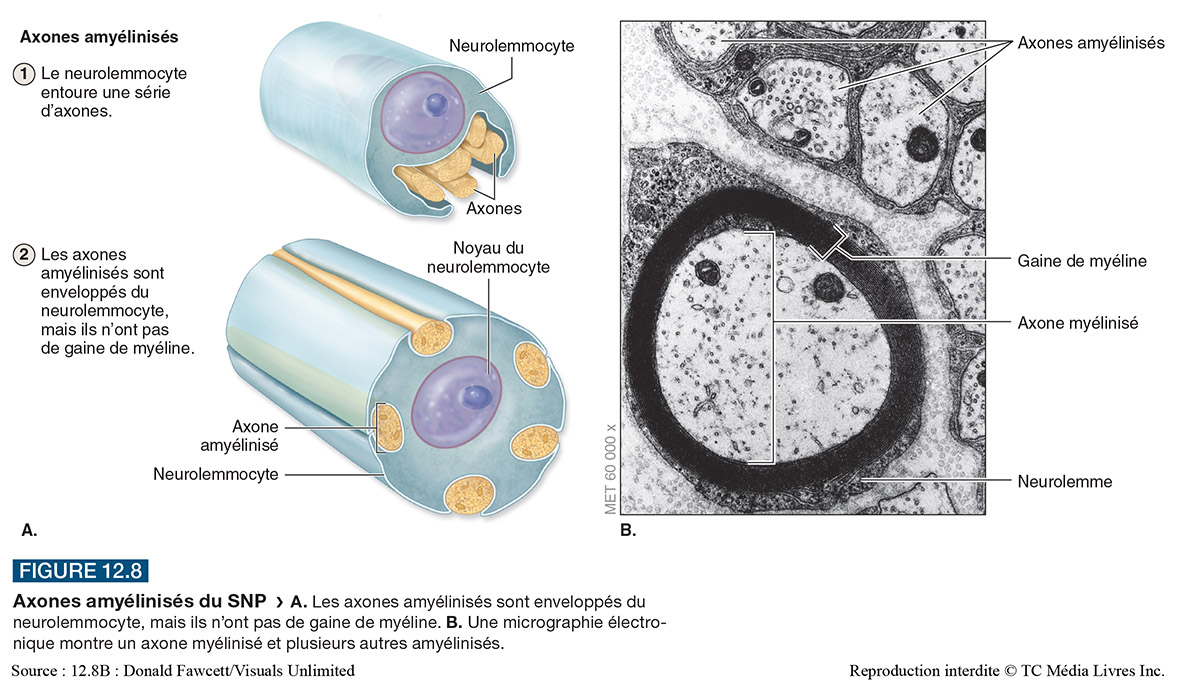 Axones amyélinisés
1 Le neurolemmocyte
entoure une série
d’axones.
Neurolemmocyte
Axones
2 Les axones
amyélinisés sont
enveloppés du
neurolemmocyte,
mais ils n’ont pas
de gaine de myéline.
Noyau du
neurolemmocyte
Axone
amyélinisé
Neurolemmocyte
A.
Axones amyélinisés
Gaine de myéline
Axone myélinisé
Neurolemme
MET 60 000 x
B.
FIGURE 12.8
Axones amyélinisés du SNP › A. Les axones amyélinisés sont enveloppés du
neurolemmocyte, mais ils n’ont pas de gaine de myéline. B. Une micrographie électro-
nique montre un axone myélinisé et plusieurs autres amyélinisés.
Source : 12.8B : Donald Fawcett/Visuals Unlimited
Reproduction interdite © TC Média Livres Inc.